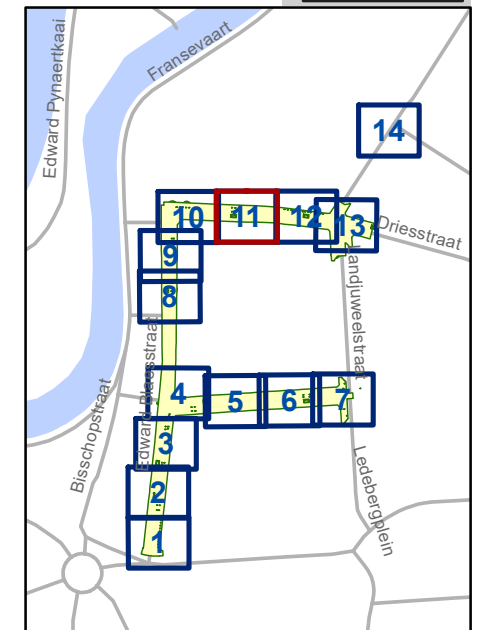 Edward Pynaertkaai
Fransevaart
14
10
11
12
13
Driesstraat
9
8
Landjuweelstraat
Edward Blaesstraat
4
5
6
7
Bisschopstraat
3
Ledebergplein
2
1